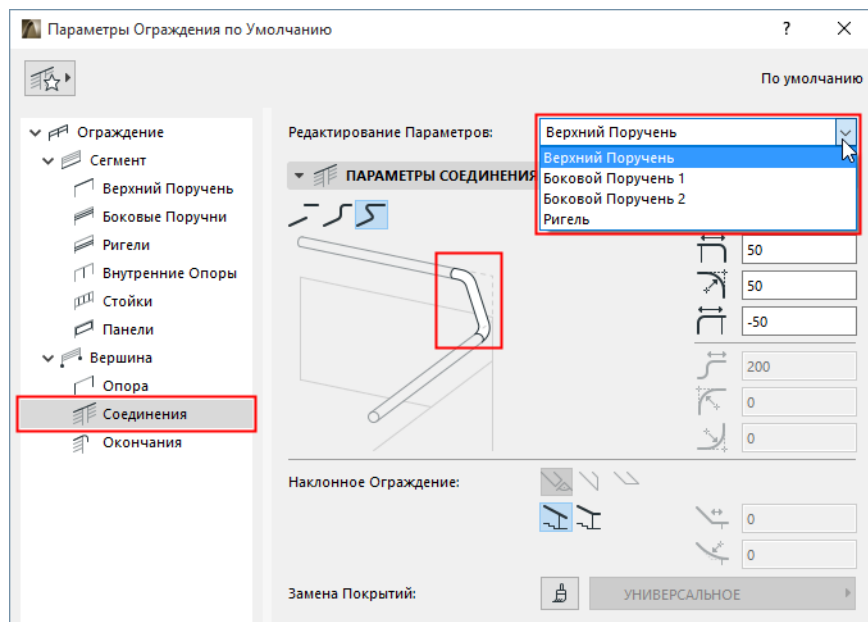 Параметры Ограждения по Умолчанию
?
По умолчанию
Ограждение
Сегмент
Верхний Поручень
Боковые Поручни
Ригели
Внутренние Опоры
Стойки
Панели
Вершина
Опора
Соединения
Окончания
Редактирование Параметров:
Верхний Поручень
Верхний Поручень
Боковой Поручень 1
Боковой Поручень 2
Ригель
ПАРАМЕТРЫ СОЕДИНЕНИЯ
50
50
-50
200
0
0
Наклонное Ограждение:
0
0
Замена Покрытий:
УНИВЕРСАЛЬНОЕ